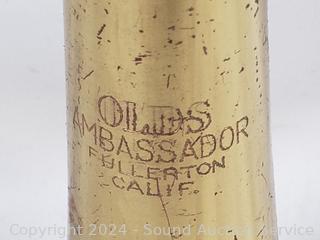 OLDS
AMBASSADOR
FULLERTON
CALIF.
Copyright © 2024 - Sound Auction Service